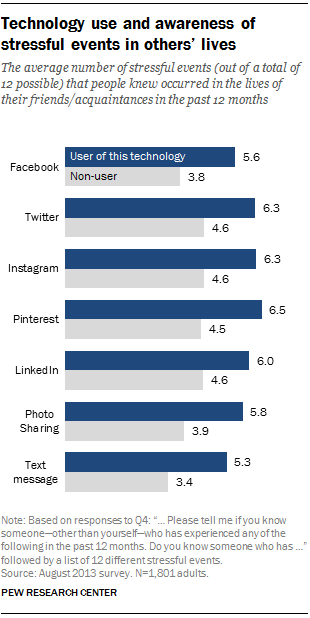 Technology use and awareness of
stressful events in others' lives
The average number of stressful events (out of a total of
12 possible) that people knew occurred in the lives of
their friends/acquaintances in the past 12 months
Facebook
User of this technology
5.6
Non-user
3.8
Twitter
6.3
4.6
Instagram
6.3
4.6
Pinterest
6.5
4.5
LinkedIn
6.0
4.6
Photo
Sharing
5.8
3.9
Text
message
5.3
3.4
Note: Based on responses to Q4: “... Please tell me if you know
someone—other than yourself—who has experienced any of the
following in the past 12 months. Do you know someone who has ...”
followed by a list of 12 different stressful events.
Source: August 2013 survey. N=1,801 adults.
PEW RESEARCH CENTER